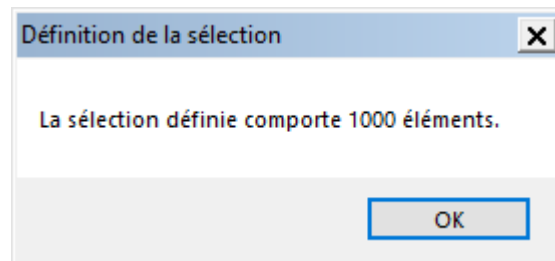 Définition de la sélection
La sélection définie comporte 1000 éléments.
OK